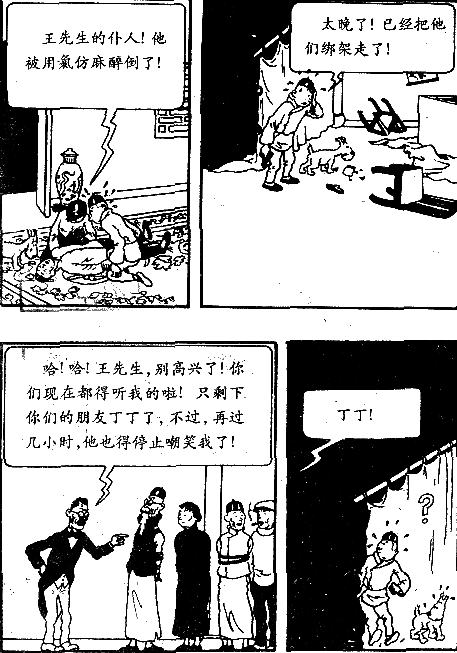 王先生的仆人！他
被用氯仿麻醉倒了！
太晚了！已经把他
们绑架走了！
哈！哈！王先生，别高兴了！你
们现在都得听我的啦！只剩下
你们的朋友丁丁了，不过，再过
几小时，他也得停止嘲笑我了！
丁丁！
?